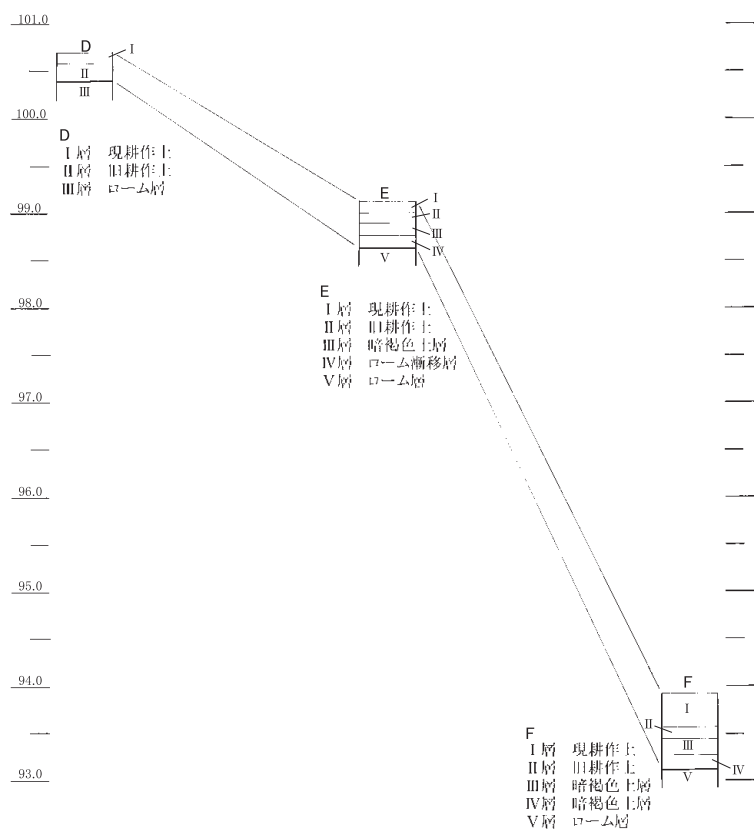 101.0
100.0
99.0
98.0
97.0
96.0
95.0
94.0
93.0
D
Ⅰ
Ⅱ
Ⅲ
D
Ⅰ層 現耕作土
Ⅱ層 旧耕作土
Ⅲ層 ローム層
E
Ⅰ
Ⅱ
Ⅲ
Ⅳ
Ⅴ
E
Ⅰ層 現耕作土
Ⅱ層 旧耕作土
Ⅲ層 暗褐色土層
Ⅳ層 ローム漸移層
Ⅴ層 ローム層
F
Ⅰ
Ⅱ
Ⅲ
Ⅳ
Ⅴ
F
Ⅰ層 現耕作土
Ⅱ層 旧耕作土
Ⅲ層 暗褐色土層
Ⅳ層 暗褐色土層
Ⅴ層 ローム層